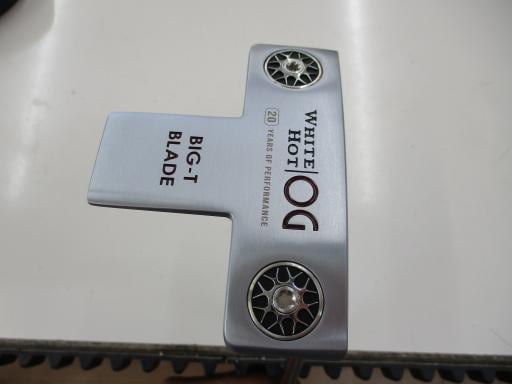 WHITE
HOT
OG
20 YEARS OF PERFORMANCE
BIG-T
BLADE